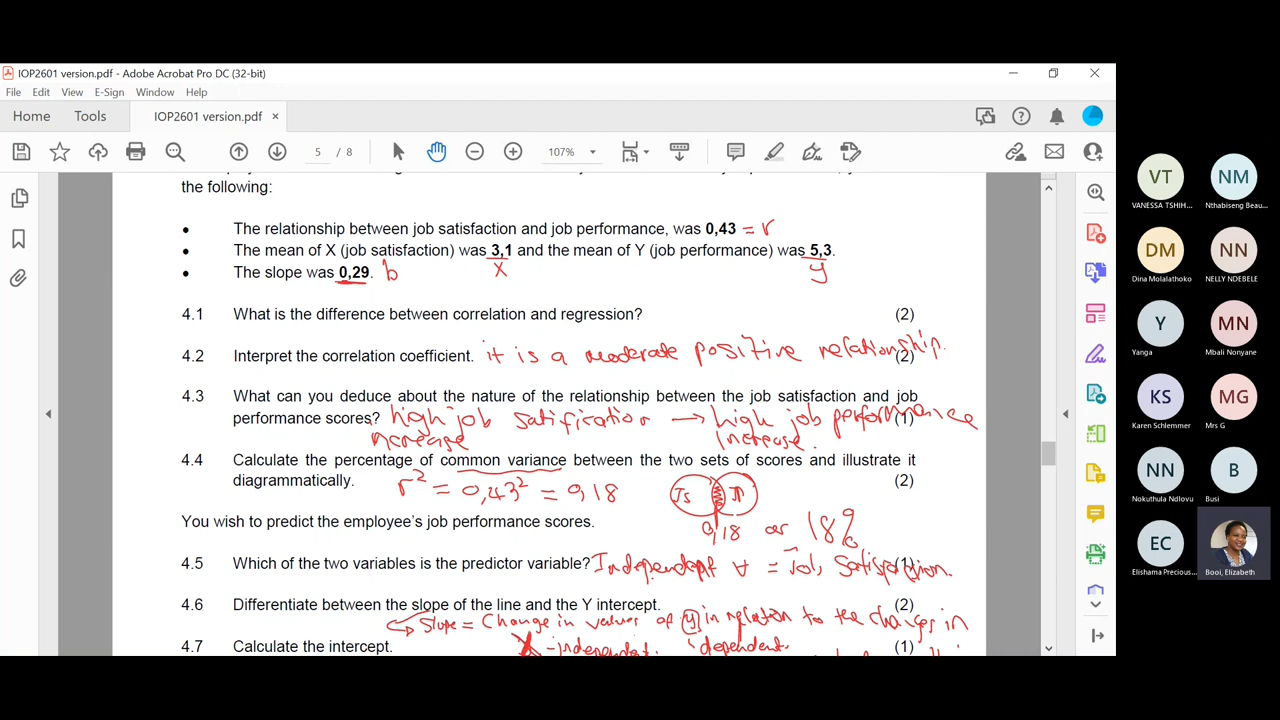 IOP2601 version.pdf - Adobe Acrobat Pro DC (32-bit)
File Edit View E-Sign Window Help
Home Tools IOP2601 version.pdf ×
5 / 8 107%
the following:
• The relationship between job satisfaction and job performance, was 0,43 = r
• The mean of X (job satisfaction) was 3,1 and the mean of Y (job performance) was 5,3.
X y
• The slope was 0,29. b
4.1 What is the difference between correlation and regression? (2)
4.2 Interpret the correlation coefficient. it is a moderate positive relationship. (2)
4.3 What can you deduce about the nature of the relationship between the job satisfaction and job
performance scores? high job satification → high job performance (1)
increase increase.
4.4 Calculate the percentage of common variance between the two sets of scores and illustrate it
diagrammatically. r² = 0,43² = 0,18 Js JP (2)
You wish to predict the employee's job performance scores. 0,18 or 18%
4.5 Which of the two variables is the predictor variable? Independent v = Job Satisfaction. (1)
4.6 Differentiate between the slope of the line and the Y intercept. (2)
Slope = Change in values of y in relation to the changes in
4.7 Calculate the intercept. X - independent. dependent. (1)
VT NM
VANESSA TSHIH... Nthabiseng Beau...
DM NN
Dina Molalathoko NELLY NDEBELE
Y MN
Yanga Mbali Nonyane
KS MG
Karen Schlemmer Mrs G
NN B
Nokuthula Ndlovu Busi
EC
Elishama Precious... Booi, Elizabeth